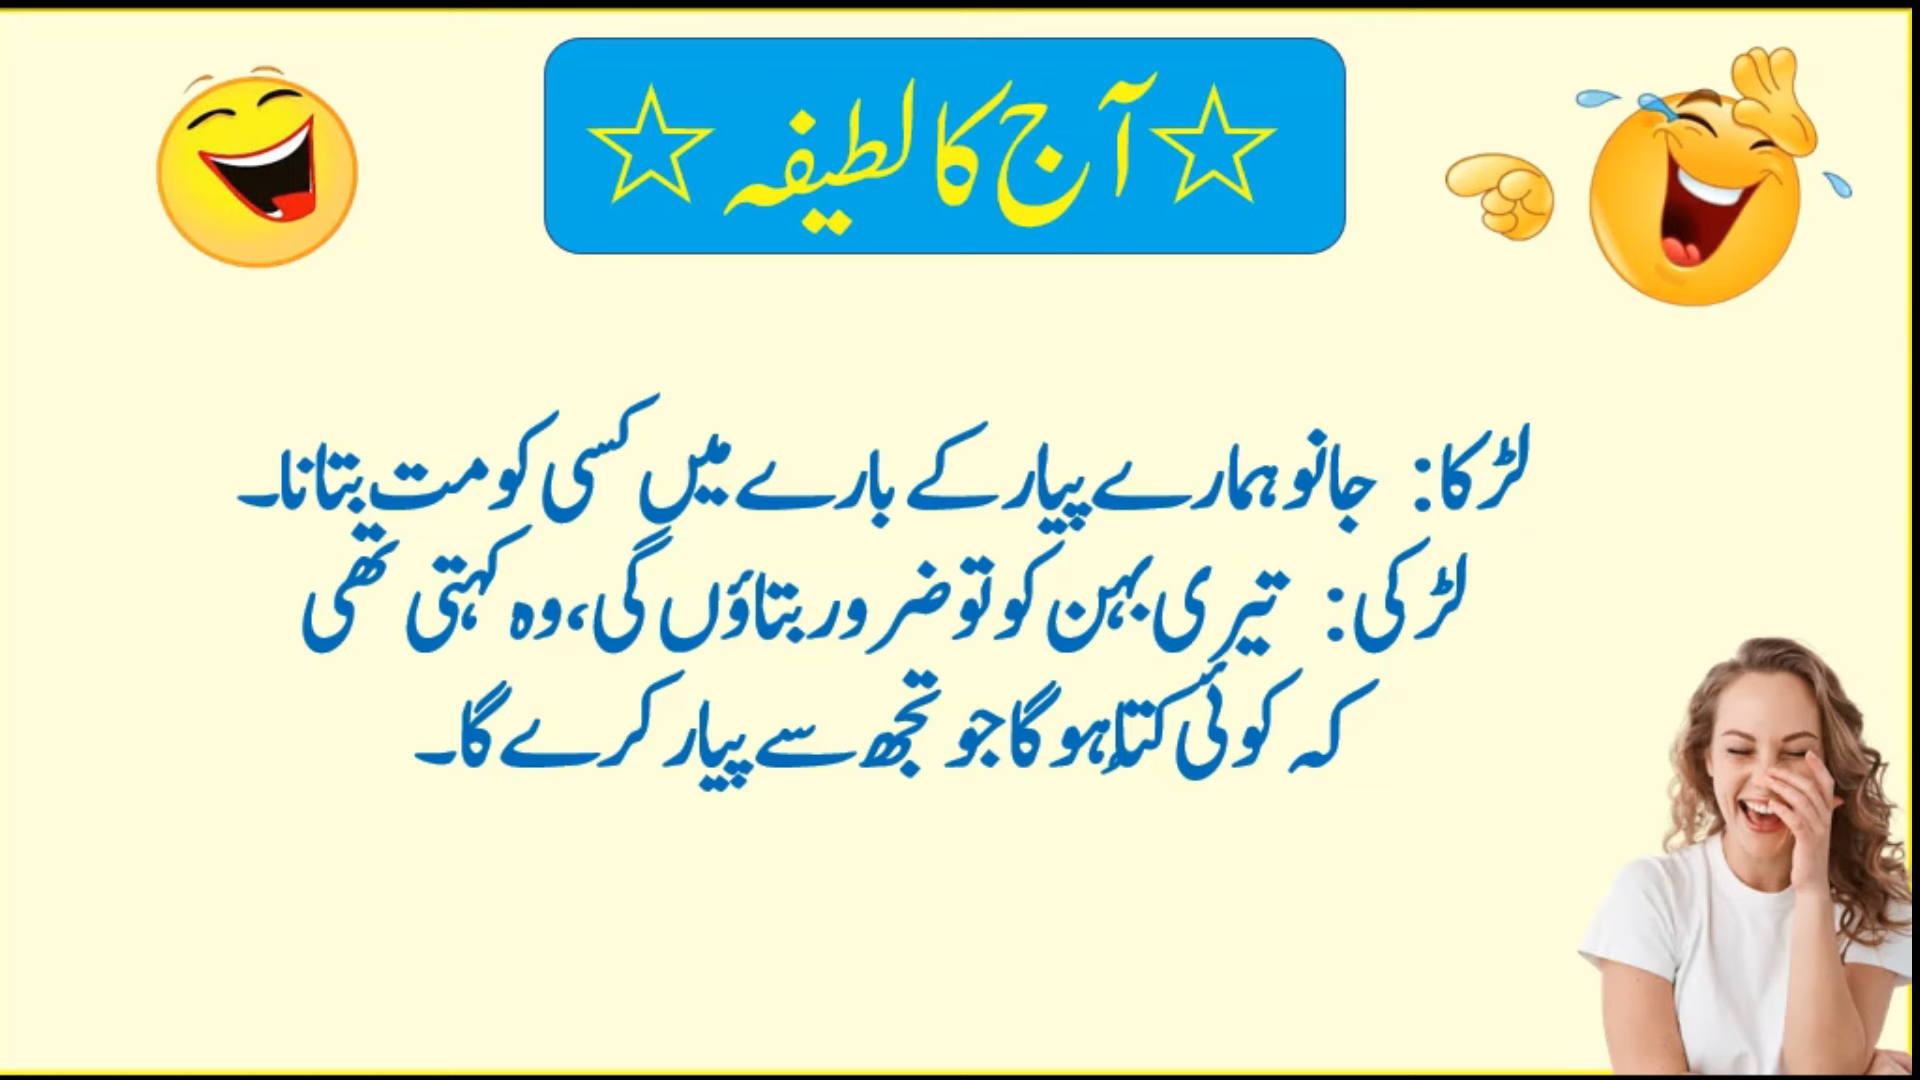 ☆آج کا لطیفہ☆
لڑکا: جانو ہمارے پیار کے بارے میں کسی کو مت بتانا۔
لڑکی: تیری بہن کو تو ضرور بتاؤں گی، وہ کہتی تھی
کہ کوئی کتا ہو گا جو تجھ سے پیار کرے گا۔